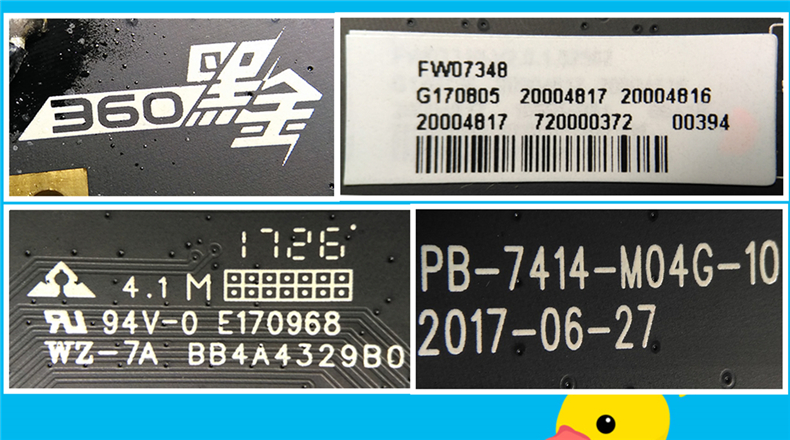 360黑金
FW07348
G170805 20004817 20004816
20004817 720000372 00394
1726
4.1 M
94V-0 E170968
WZ-7A BB4A4329B0
PB-7414-M04G-10
2017-06-27